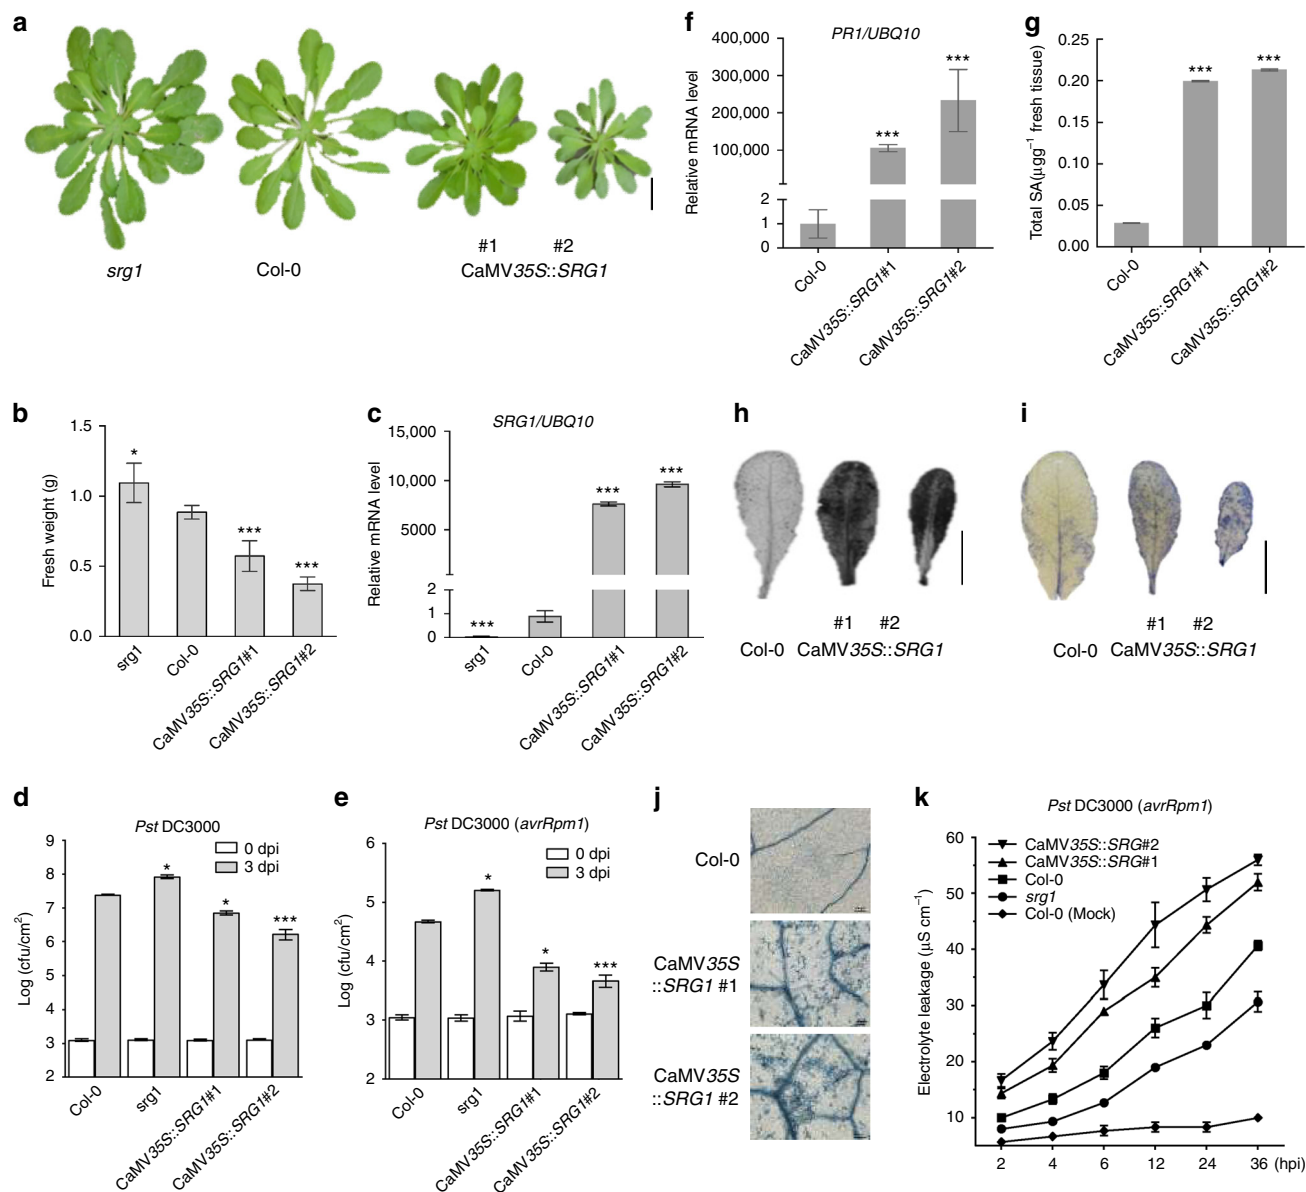 a
srg1
Col-0
#1 #2
CaMV35S::SRG1
f
PR1/UBQ10
Relative mRNA level
400,000
300,000
200,000
100,000
2
1
0
***
***
Col-0
CaMV35S::SRG1#1
CaMV35S::SRG1#2
g
Total SA(μgg⁻¹ fresh tissue)
0.25
0.20
0.15
0.10
0.05
0.00
***
***
Col-0
CaMV35S::SRG1#1
CaMV35S::SRG1#2
b
Fresh weight (g)
1.5
1.0
0.5
0.0
*
***
***
srg1
Col-0
CaMV35S::SRG1#1
CaMV35S::SRG1#2
c
SRG1/UBQ10
Relative mRNA level
15,000
10,000
5000
2
1
0
***
***
***
srg1
Col-0
CaMV35S::SRG1#1
CaMV35S::SRG1#2
h
#1 #2
Col-0 CaMV35S::SRG1
i
#1 #2
Col-0 CaMV35S::SRG1
d
Pst DC3000
Log (cfu/cm²)
9
8
7
6
5
4
3
2
0 dpi
3 dpi
*
*
***
Col-0
srg1
CaMV35S::SRG1#1
CaMV35S::SRG1#2
e
Pst DC3000 (avrRpm1)
Log (cfu/cm²)
6
5
4
3
2
0 dpi
3 dpi
*
*
***
Col-0
srg1
CaMV35S::SRG1#1
CaMV35S::SRG1#2
j
Col-0
CaMV35S
::SRG1 #1
CaMV35S
::SRG1 #2
k
Pst DC3000 (avrRpm1)
Electrolyte leakage (μS cm⁻¹)
60
50
40
30
20
10
CaMV35S::SRG#2
CaMV35S::SRG#1
Col-0
srg1
Col-0 (Mock)
2 4 6 12 24 36 (hpi)